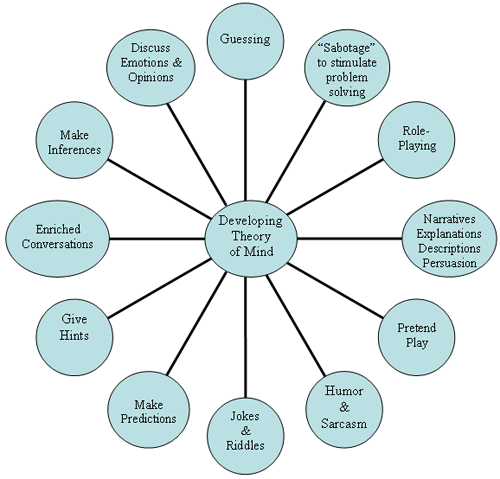 Guessing
"Sabotage"
to stimulate
problem
solving
Role-
Playing
Narratives
Explanations
Descriptions
Persuasion
Pretend
Play
Humor
&
Sarcasm
Jokes
&
Riddles
Make
Predictions
Give
Hints
Enriched
Conversations
Make
Inferences
Discuss
Emotions &
Opinions
Developing
Theory
of Mind